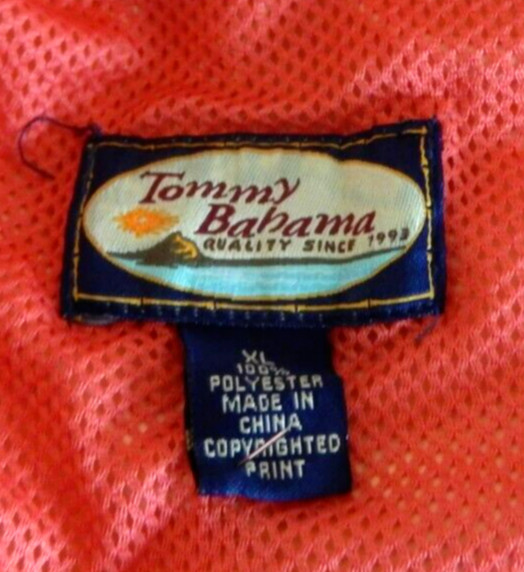 Tommy
Bahama
QUALITY SINCE 1993
XL
100%
POLYESTER
MADE IN
CHINA
COPYRIGHTED
PRINT